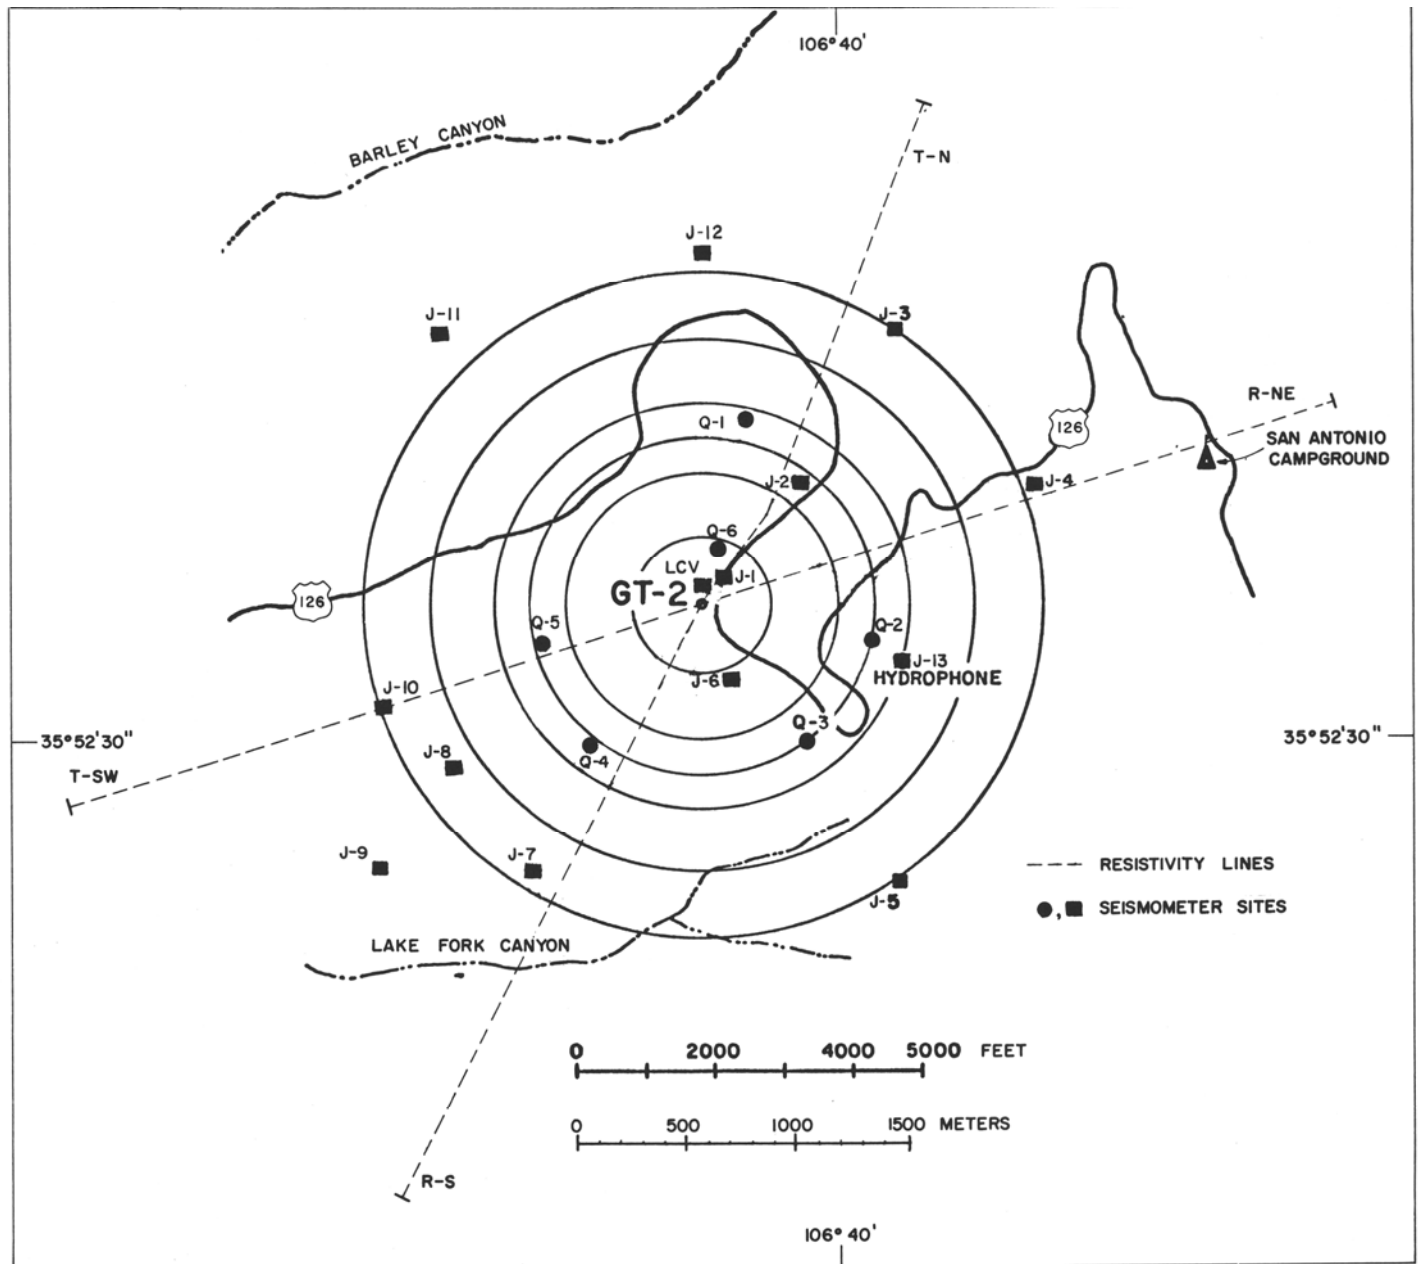 106°40'
BARLEY CANYON
T-N
J-12
J-11
J-3
R-NE
126
SAN ANTONIO
CAMPGROUND
Q-1
J-2
J-4
Q-6
LCV
J-1
GT-2
126
Q-5
Q-2
J-13
HYDROPHONE
J-6
J-10
Q-3
35°52'30"
35°52'30"
J-8
Q-4
T-SW
J-9
J-7
RESISTIVITY LINES
J-5
, SEISMOMETER SITES
LAKE FORK CANYON
0 2000 4000 5000 FEET
0 500 1000 1500 METERS
R-S
106°40'